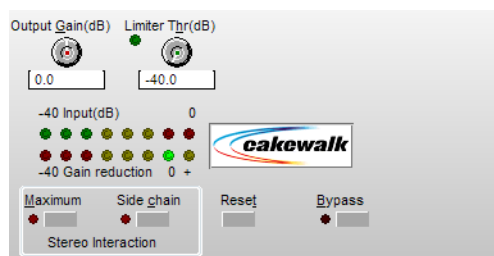 Output Gain(dB) Limiter Thr(dB)
0.0 -40.0
-40 Input(dB) 0
cakewalk
-40 Gain reduction 0 +
Maximum Side chain Reset Bypass
Stereo Interaction